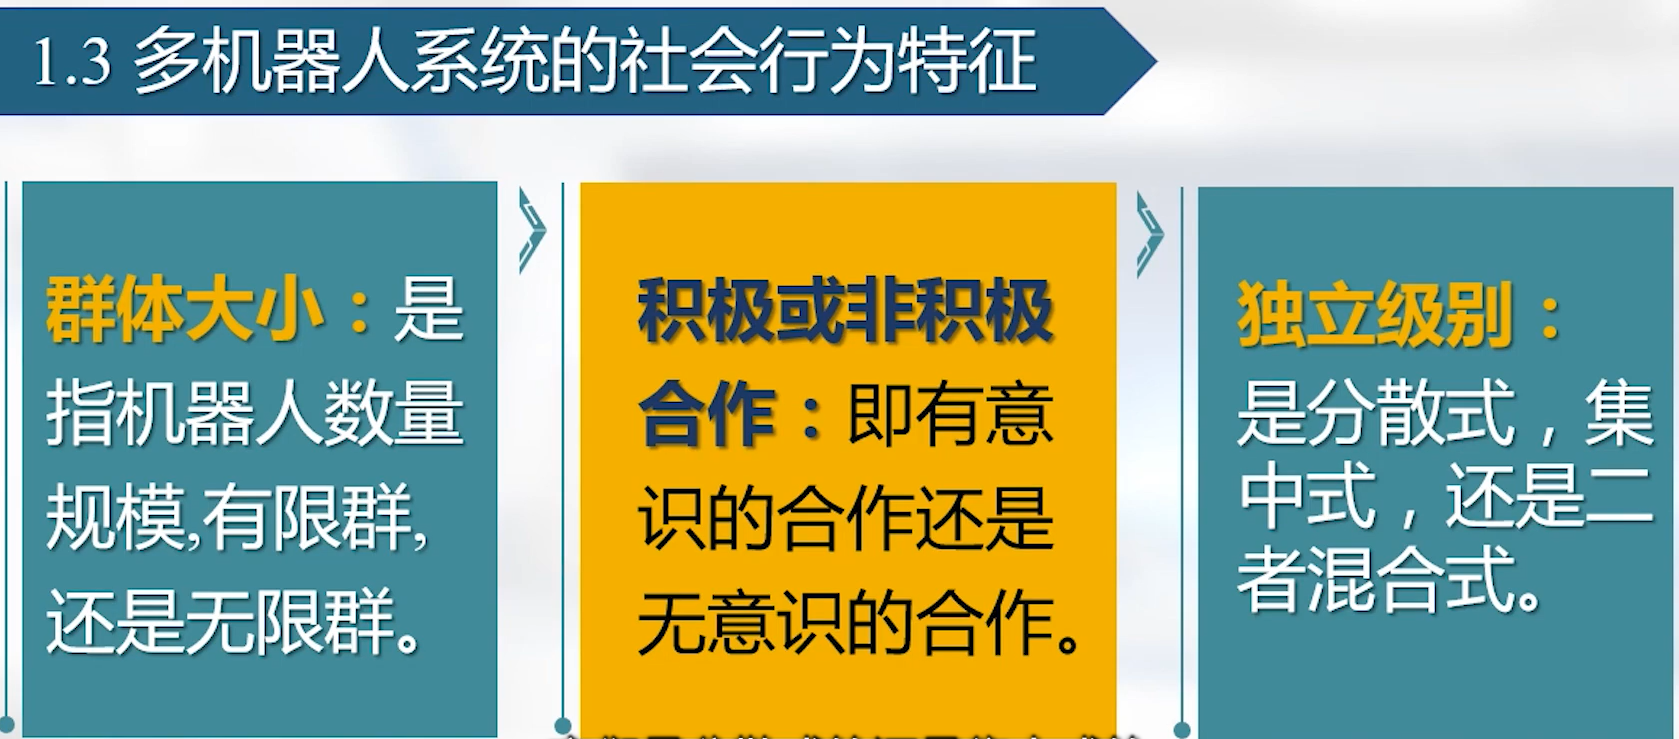 1.3 多机器人系统的社会行为特征
群体大小：是
指机器人数量
规模,有限群,
还是无限群。
积极或非积极
合作：即有意
识的合作还是
无意识的合作。
独立级别：
是分散式，集
中式，还是二
者混合式。